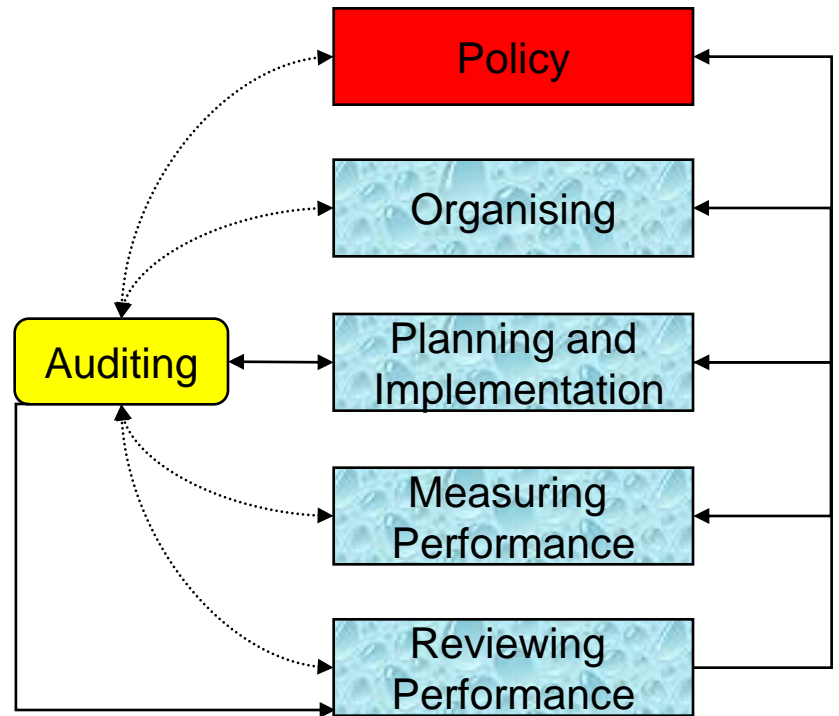 Policy
Organising
Auditing
Planning and
Implementation
Measuring
Performance
Reviewing
Performance